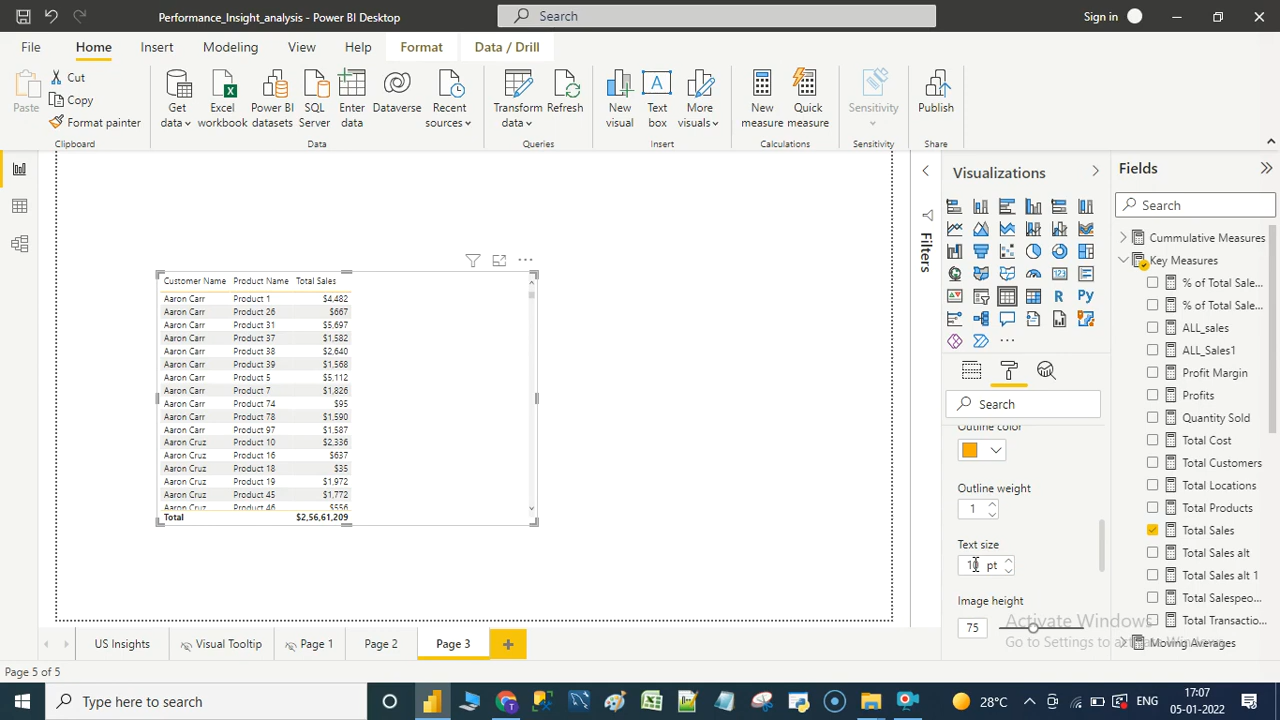 Performance_Insight_analysis - Power BI Desktop
Search
Sign in
File
Home
Insert
Modeling
View
Help
Format
Data / Drill
Paste
Cut
Copy
Format painter
Clipboard
Get data
Excel workbook
Power BI datasets
SQL Server
Enter data
Dataverse
Recent sources
Data
Transform data
Refresh
Queries
New visual
Text box
More visuals
Insert
New measure
Quick measure
Calculations
Sensitivity
Sensitivity
Publish
Share
Customer Name Product Name Total Sales
Aaron Carr Product 1 $4,482
Aaron Carr Product 26 $667
Aaron Carr Product 31 $5,697
Aaron Carr Product 37 $1,582
Aaron Carr Product 38 $2,640
Aaron Carr Product 39 $1,568
Aaron Carr Product 5 $5,112
Aaron Carr Product 7 $1,826
Aaron Carr Product 74 $95
Aaron Carr Product 78 $1,590
Aaron Carr Product 97 $1,587
Aaron Cruz Product 10 $2,336
Aaron Cruz Product 16 $637
Aaron Cruz Product 18 $35
Aaron Cruz Product 19 $1,972
Aaron Cruz Product 45 $1,772
Aaron Cruz Product 46 $556
Total $2,56,61,209
Filters
Visualizations
Search
Outline color
Outline weight
1
Text size
10 pt
Image height
75
Fields
Search
Cummulative Measures
Key Measures
% of Total Sale...
% of Total Sale...
ALL_sales
ALL_Sales1
Profit Margin
Profits
Quantity Sold
Total Cost
Total Customers
Total Locations
Total Products
Total Sales
Total Sales alt
Total Sales alt 1
Total Salespeo...
Total Transactio...
Moving Averages
Activate Windows
Go to Settings to activate Windows.
US Insights
Visual Tooltip
Page 1
Page 2
Page 3
Page 5 of 5
Type here to search
28°C
ENG
17:07
05-01-2022